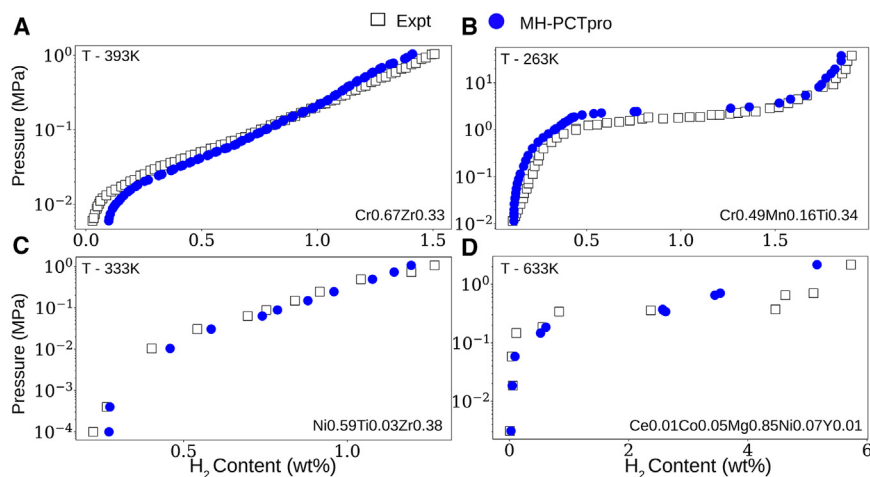 Expt
MH-PCTpro
A
T - 393K
Pressure (MPa)
10⁰
10⁻¹
10⁻²
Cr0.67Zr0.33
0.0
0.5
1.0
1.5
B
T - 263K
10¹
10⁰
10⁻¹
10⁻²
Cr0.49Mn0.16Ti0.34
0.5
1.0
1.5
C
T - 333K
Pressure (MPa)
10⁰
10⁻¹
10⁻²
10⁻³
10⁻⁴
Ni0.59Ti0.03Zr0.38
0.5
1.0
H₂ Content (wt%)
D
T - 633K
10⁰
10⁻¹
10⁻²
Ce0.01Co0.05Mg0.85Ni0.07Y0.01
0
2
4
6
H₂ Content (wt%)